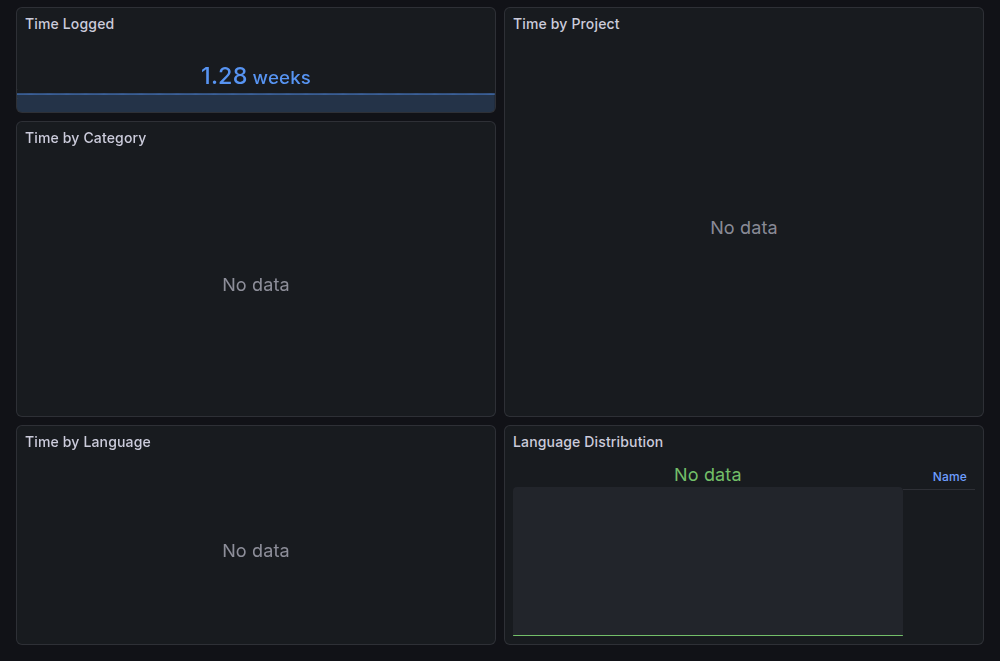 Time Logged
1.28 weeks
Time by Category
No data
Time by Project
No data
Time by Language
No data
Language Distribution
No data
Name